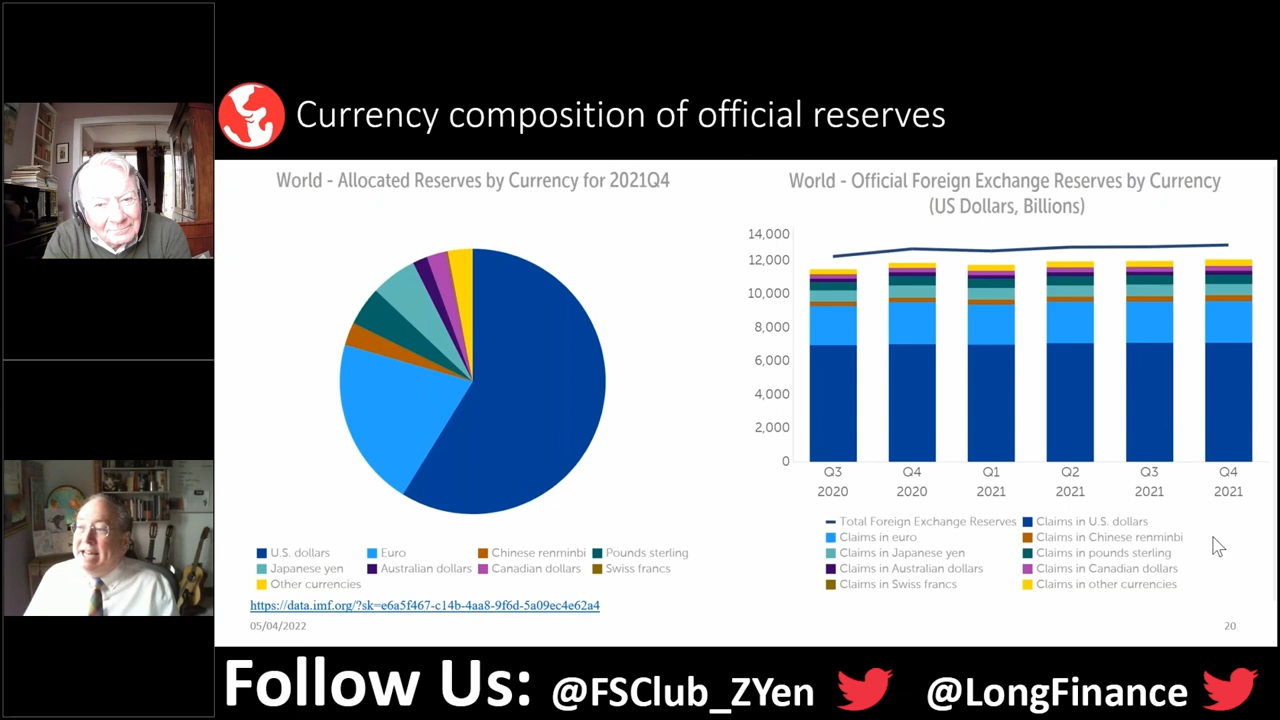 Currency composition of official reserves
World - Allocated Reserves by Currency for 2021Q4
U.S. dollars
Euro
Chinese renminbi
Pounds sterling
Japanese yen
Australian dollars
Canadian dollars
Swiss francs
Other currencies
https://data.imf.org/?sk=e6a5f467-c14b-4aa8-9f6d-5a09ec4e62a4
05/04/2022
World - Official Foreign Exchange Reserves by Currency
(US Dollars, Billions)
14,000
12,000
10,000
8,000
6,000
4,000
2,000
0
Q3 Q4 Q1 Q2 Q3 Q4
2020 2020 2021 2021 2021 2021
Total Foreign Exchange Reserves
Claims in U.S. dollars
Claims in euro
Claims in Chinese renminbi
Claims in Japanese yen
Claims in pounds sterling
Claims in Australian dollars
Claims in Canadian dollars
Claims in Swiss francs
Claims in other currencies
20
Follow Us: @FSClub_ZYen @LongFinance